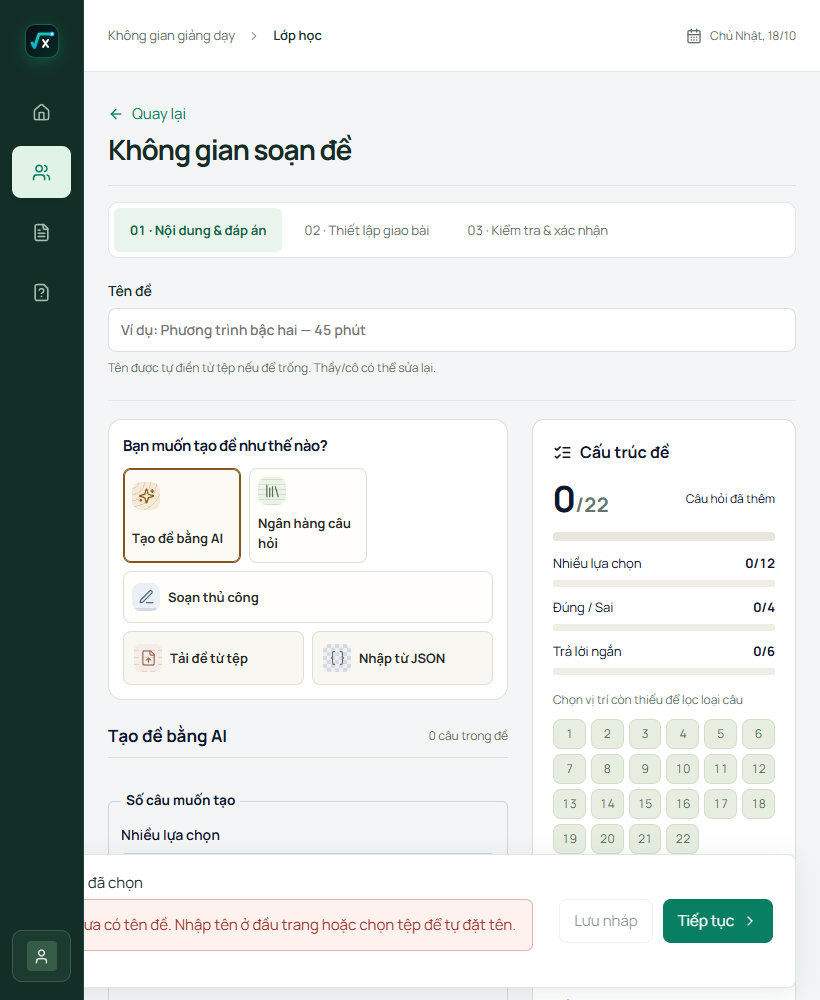 √x
Không gian giảng dạy > Lớp học
Chủ Nhật, 18/10
← Quay lại
Không gian soạn đề
01 · Nội dung & đáp án
02 · Thiết lập giao bài
03 · Kiểm tra & xác nhận
Tên đề
Ví dụ: Phương trình bậc hai — 45 phút
Tên được tự điền từ tệp nếu để trống. Thầy/cô có thể sửa lại.
Bạn muốn tạo đề như thế nào?
Tạo đề bằng AI
Ngân hàng câu
hỏi
Soạn thủ công
Tải đề từ tệp
Nhập từ JSON
Tạo đề bằng AI
0 câu trong đề
Số câu muốn tạo
Nhiều lựa chọn
Cấu trúc đề
0/22
Câu hỏi đã thêm
Nhiều lựa chọn 0/12
Đúng / Sai 0/4
Trả lời ngắn 0/6
Chọn vị trí còn thiếu để lọc loại câu
1 2 3 4 5 6
7 8 9 10 11 12
13 14 15 16 17 18
19 20 21 22
đã chọn
ưa có tên đề. Nhập tên ở đầu trang hoặc chọn tệp để tự đặt tên.
Lưu nháp
Tiếp tục >